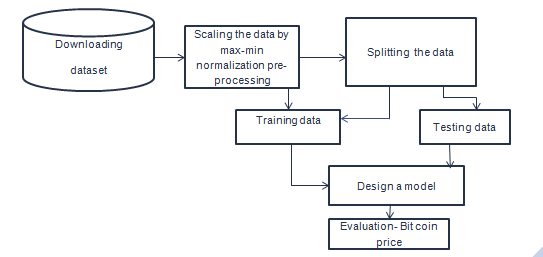 Downloading
dataset
Scaling the data by
max-min
normalization pre-
processing
Splitting the data
Training data
Testing data
Design a model
Evaluation- Bit coin
price